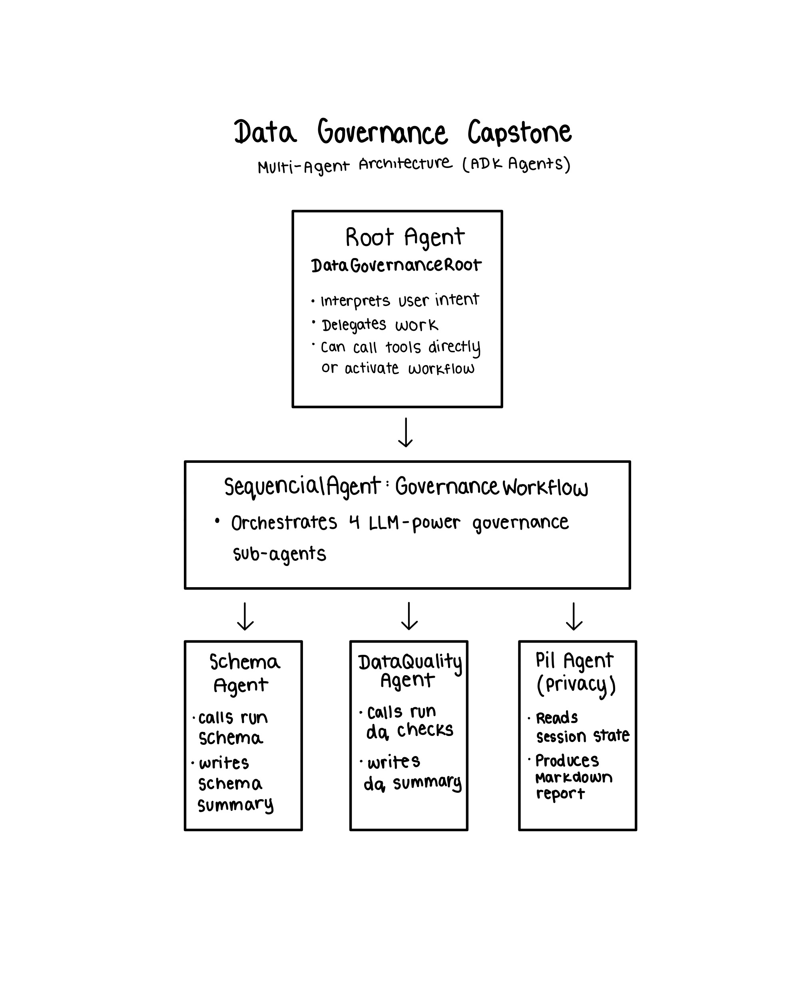 Data Governance Capstone
Multi-Agent Architecture (ADK Agents)
Root Agent
DataGovernanceRoot
• Interprets user intent
• Delegates work
• Can call tools directly
or activate workflow
SequencialAgent: GovernanceWorkflow
• Orchestrates 4 LLM-power governance
sub-agents
Schema
Agent
• calls run
schema
• writes
schema
summary
DataQuality
Agent
• calls run
dq checks
• writes
dq summary
PiI Agent
(privacy)
• Reads
session state
• Produces
Markdown
report